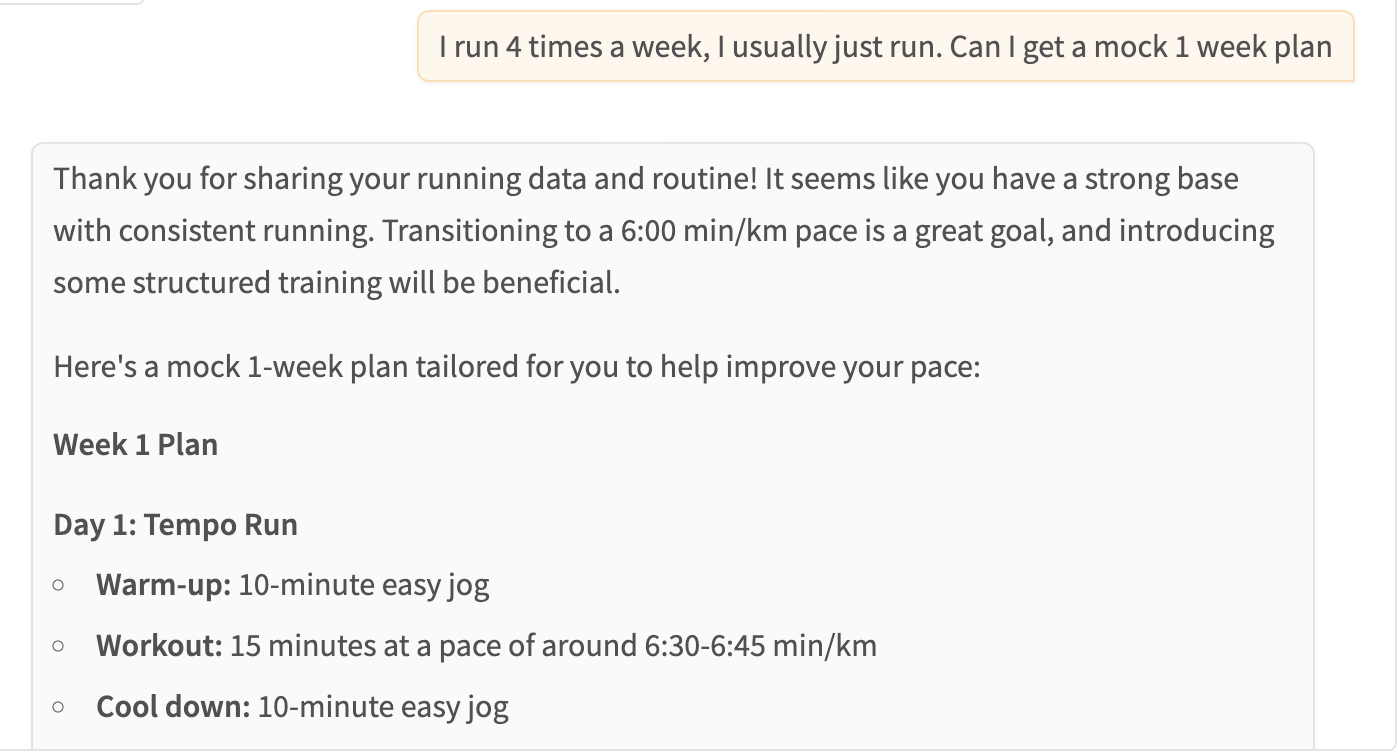 I run 4 times a week, I usually just run. Can I get a mock 1 week plan
Thank you for sharing your running data and routine! It seems like you have a strong base
with consistent running. Transitioning to a 6:00 min/km pace is a great goal, and introducing
some structured training will be beneficial.
Here's a mock 1-week plan tailored for you to help improve your pace:
Week 1 Plan
Day 1: Tempo Run
Warm-up: 10-minute easy jog
Workout: 15 minutes at a pace of around 6:30-6:45 min/km
Cool down: 10-minute easy jog